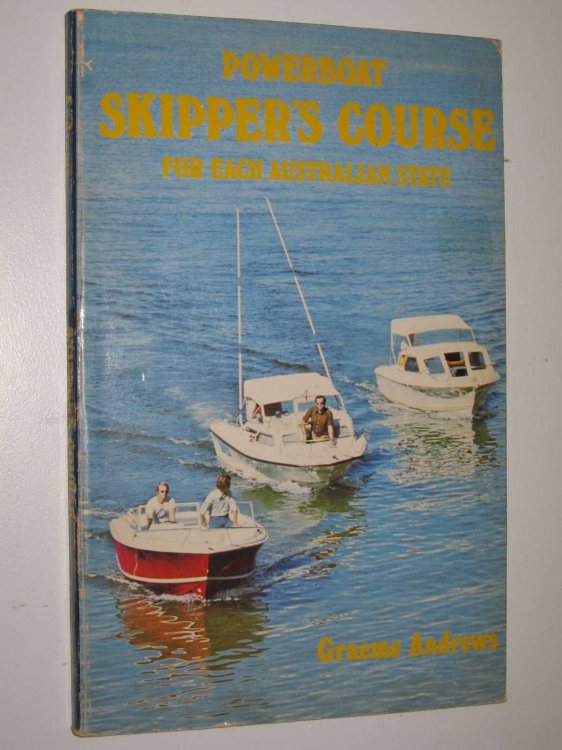 POWERBOAT
SKIPPER'S COURSE
FOR EACH AUSTRALIAN STATE
Graeme Andrews